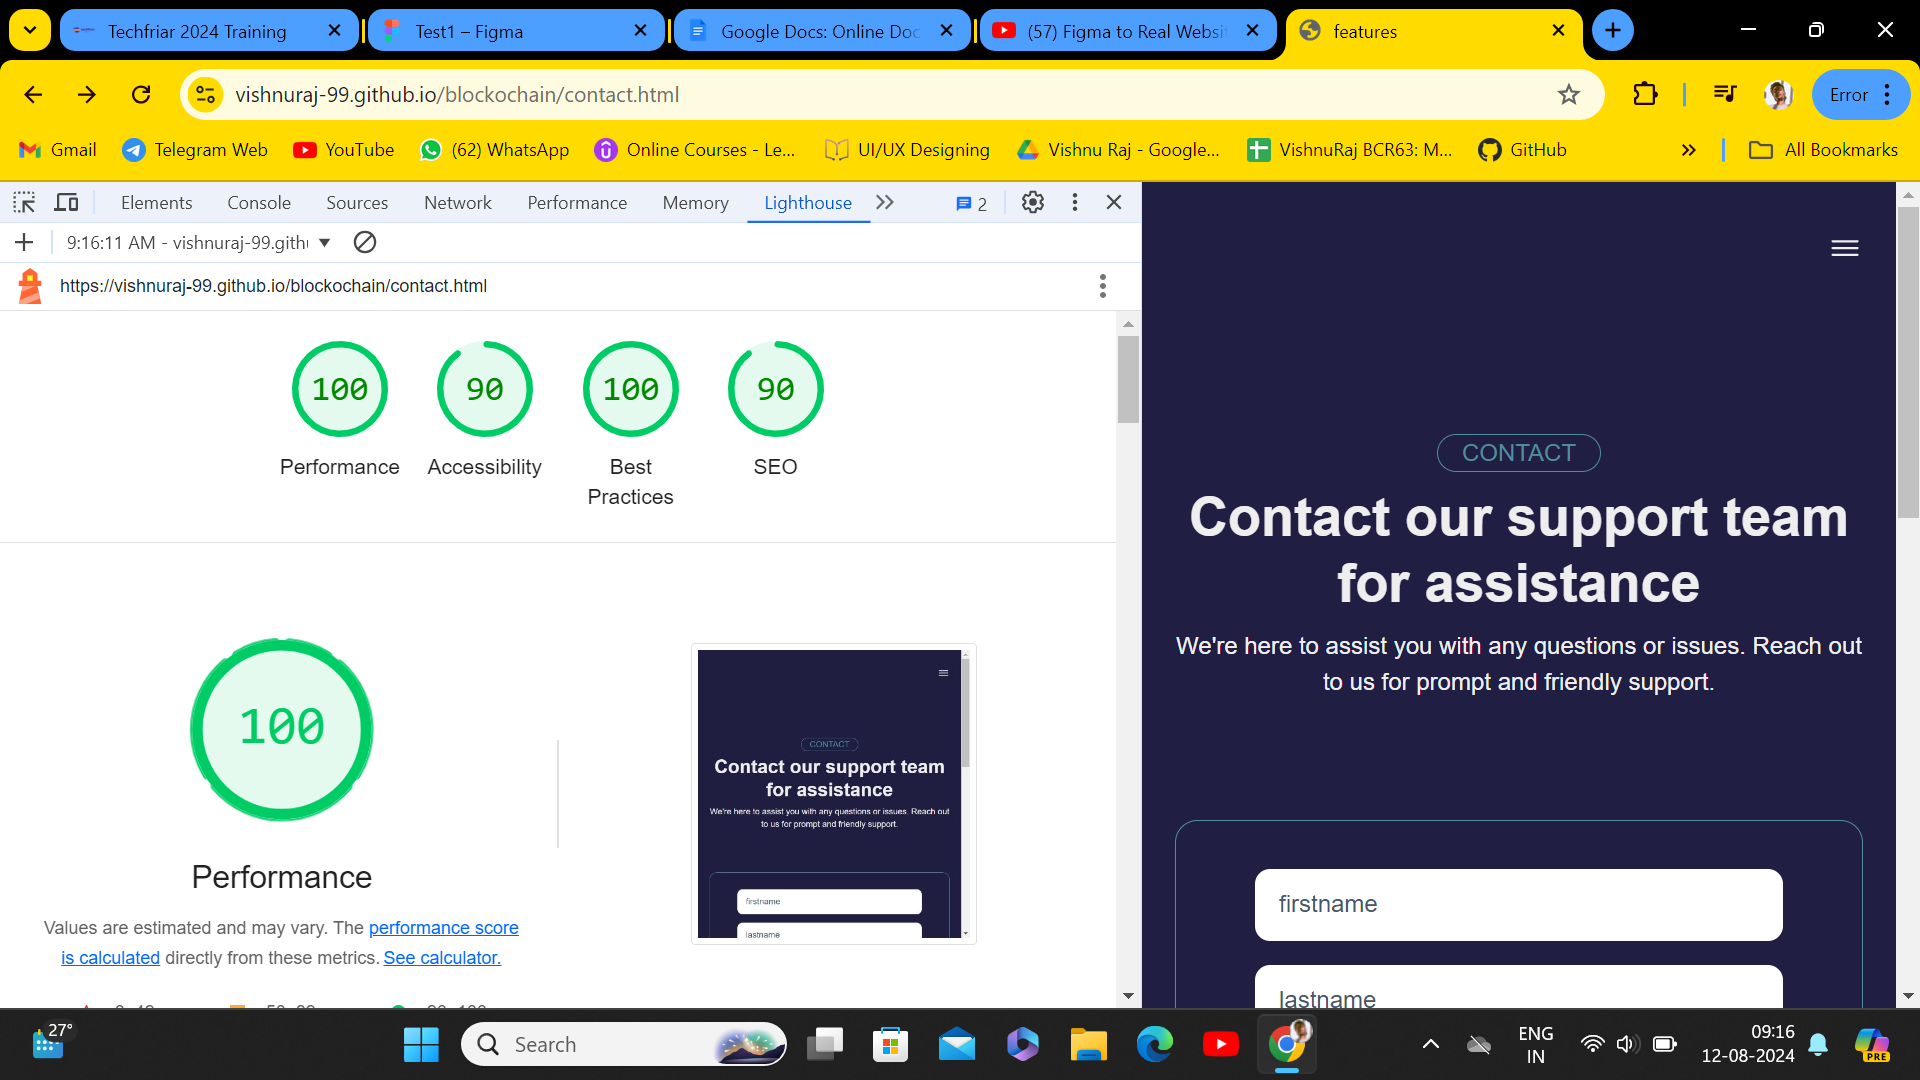 Techfriar 2024 Training
Test1 – Figma
Google Docs: Online Doc
(57) Figma to Real Websit
features
vishnuraj-99.github.io/blockochain/contact.html
Error
Gmail
Telegram Web
YouTube
(62) WhatsApp
Online Courses - Le...
UI/UX Designing
Vishnu Raj - Google...
VishnuRaj BCR63: M...
GitHub
All Bookmarks
Elements
Console
Sources
Network
Performance
Memory
Lighthouse
2
9:16:11 AM - vishnuraj-99.gith
https://vishnuraj-99.github.io/blockochain/contact.html
100
90
100
90
Performance
Accessibility
Best
Practices
SEO
100
Performance
Values are estimated and may vary. The performance score
is calculated directly from these metrics. See calculator.
CONTACT
Contact our support team
for assistance
We're here to assist you with any questions or issues. Reach out
to us for prompt and friendly support.
firstname
lastname
CONTACT
Contact our support team
for assistance
We're here to assist you with any questions or issues. Reach out
to us for prompt and friendly support.
firstname
lastname
27°
Search
ENG
IN
09:16
12-08-2024
PRE